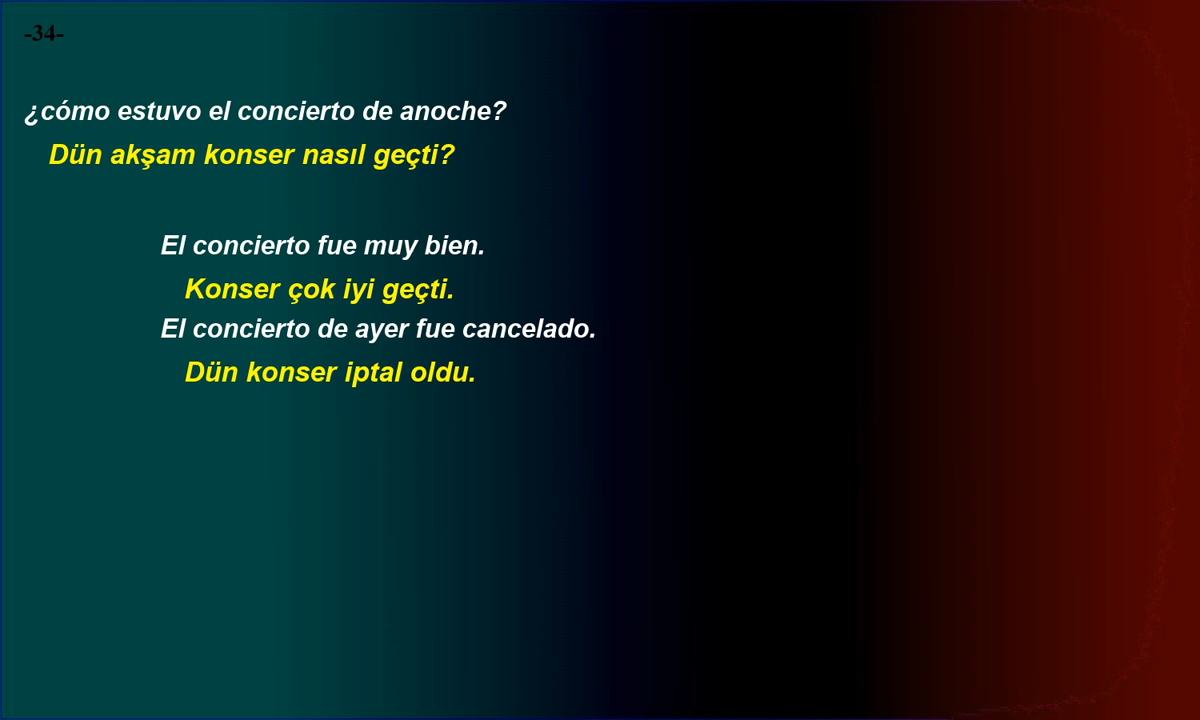 -34-
¿cómo estuvo el concierto de anoche?
Dün akşam konser nasıl geçti?
El concierto fue muy bien.
Konser çok iyi geçti.
El concierto de ayer fue cancelado.
Dün konser iptal oldu.